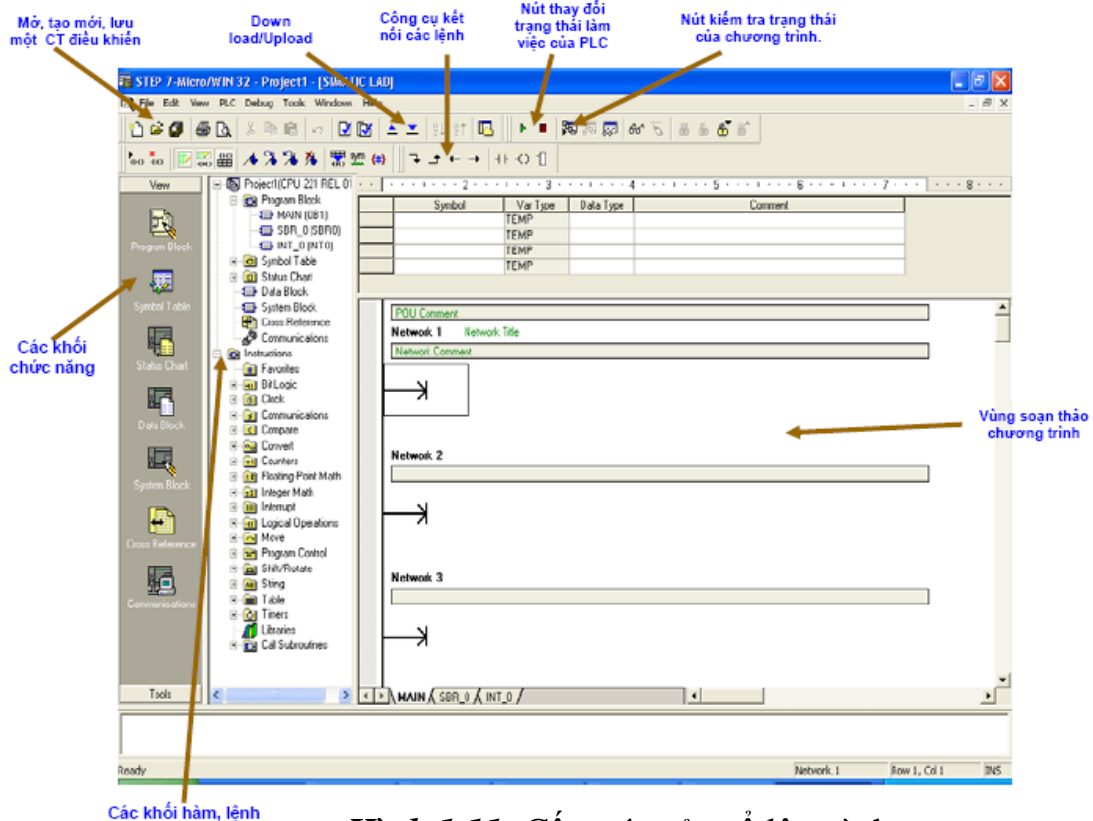 Mở, tạo mới, lưu
một CT điều khiển
Down
load/Upload
Công cụ kết
nối các lệnh
Nút thay đổi
trạng thái làm
việc của PLC
Nút kiểm tra trạng thái
của chương trình.
STEP 7-Micro/WIN 32 - Project1 - [SIMATIC LAD]
File Edit View PLC Debug Tools Windows Help
View
Program Block
Symbol Table
Status Chart
Data Block
System Block
Cross Reference
Communications
Tools
Project1(CPU 221 REL 01
Program Block
MAIN (OB1)
SBR_0 (SBR0)
INT_0 (INT0)
Symbol Table
Status Chart
Data Block
System Block
Cross Reference
Communications
Instructions
Favorites
Bit Logic
Clock
Communications
Compare
Convert
Counters
Floating-Point Math
Integer Math
Interrupt
Logical Operations
Move
Program Control
Shift/Rotate
String
Table
Timers
Libraries
Call Subroutines
2 3 4 5 6 7 8
Symbol Var Type Data Type Comment
TEMP
TEMP
TEMP
TEMP
POU Comment
Network 1 Network Title
Network Comment
Network 2
Network 3
MAIN SBR_0 INT_0
Ready Network 1 Row 1, Col 1 INS
Các khối
chức năng
Vùng soạn thảo
chương trình
Các khối hàm, lệnh